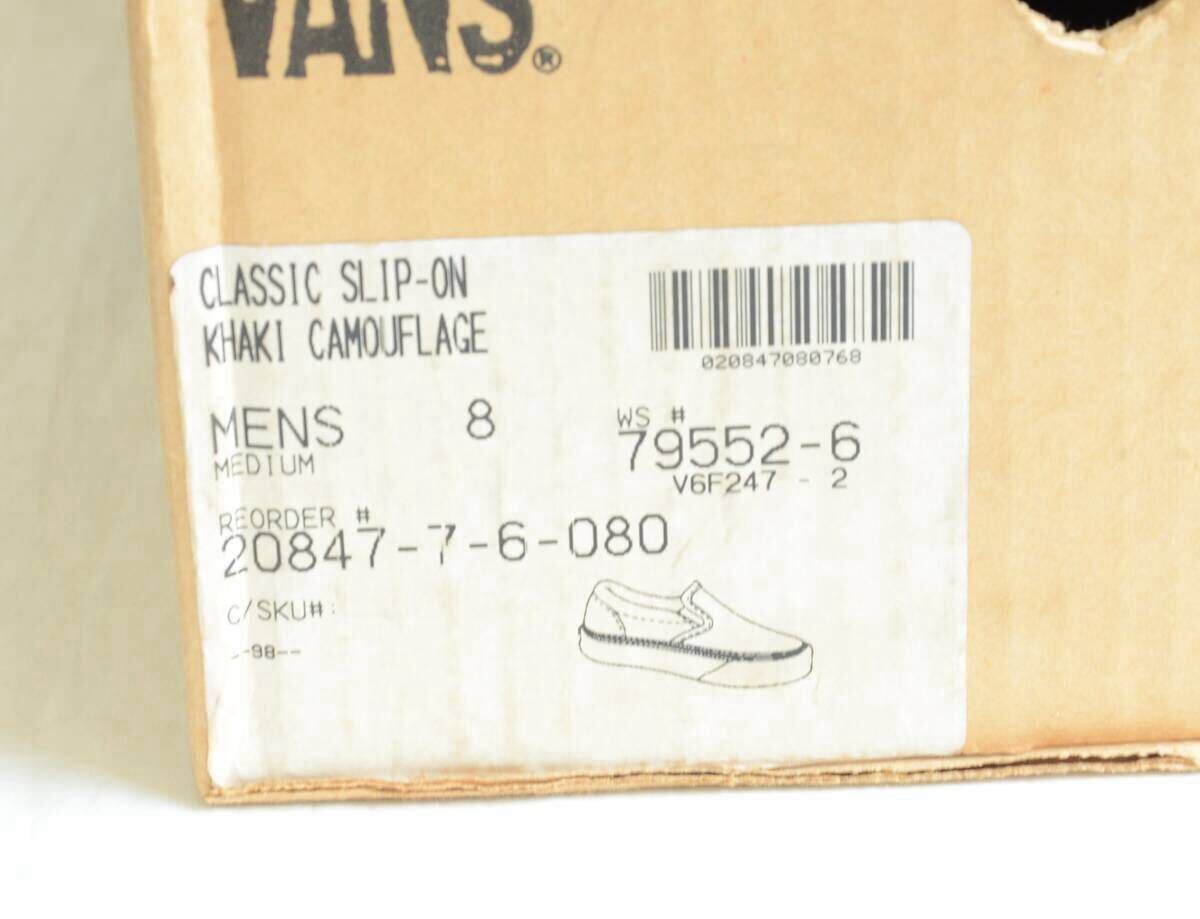 VANS®
CLASSIC SLIP-ON
KHAKI CAMOUFLAGE
020847080768
MENS 8
MEDIUM
WS #
79552-6
V6F247 - 2
REORDER #
20847-7-6-080
C/SKU#:
--98--